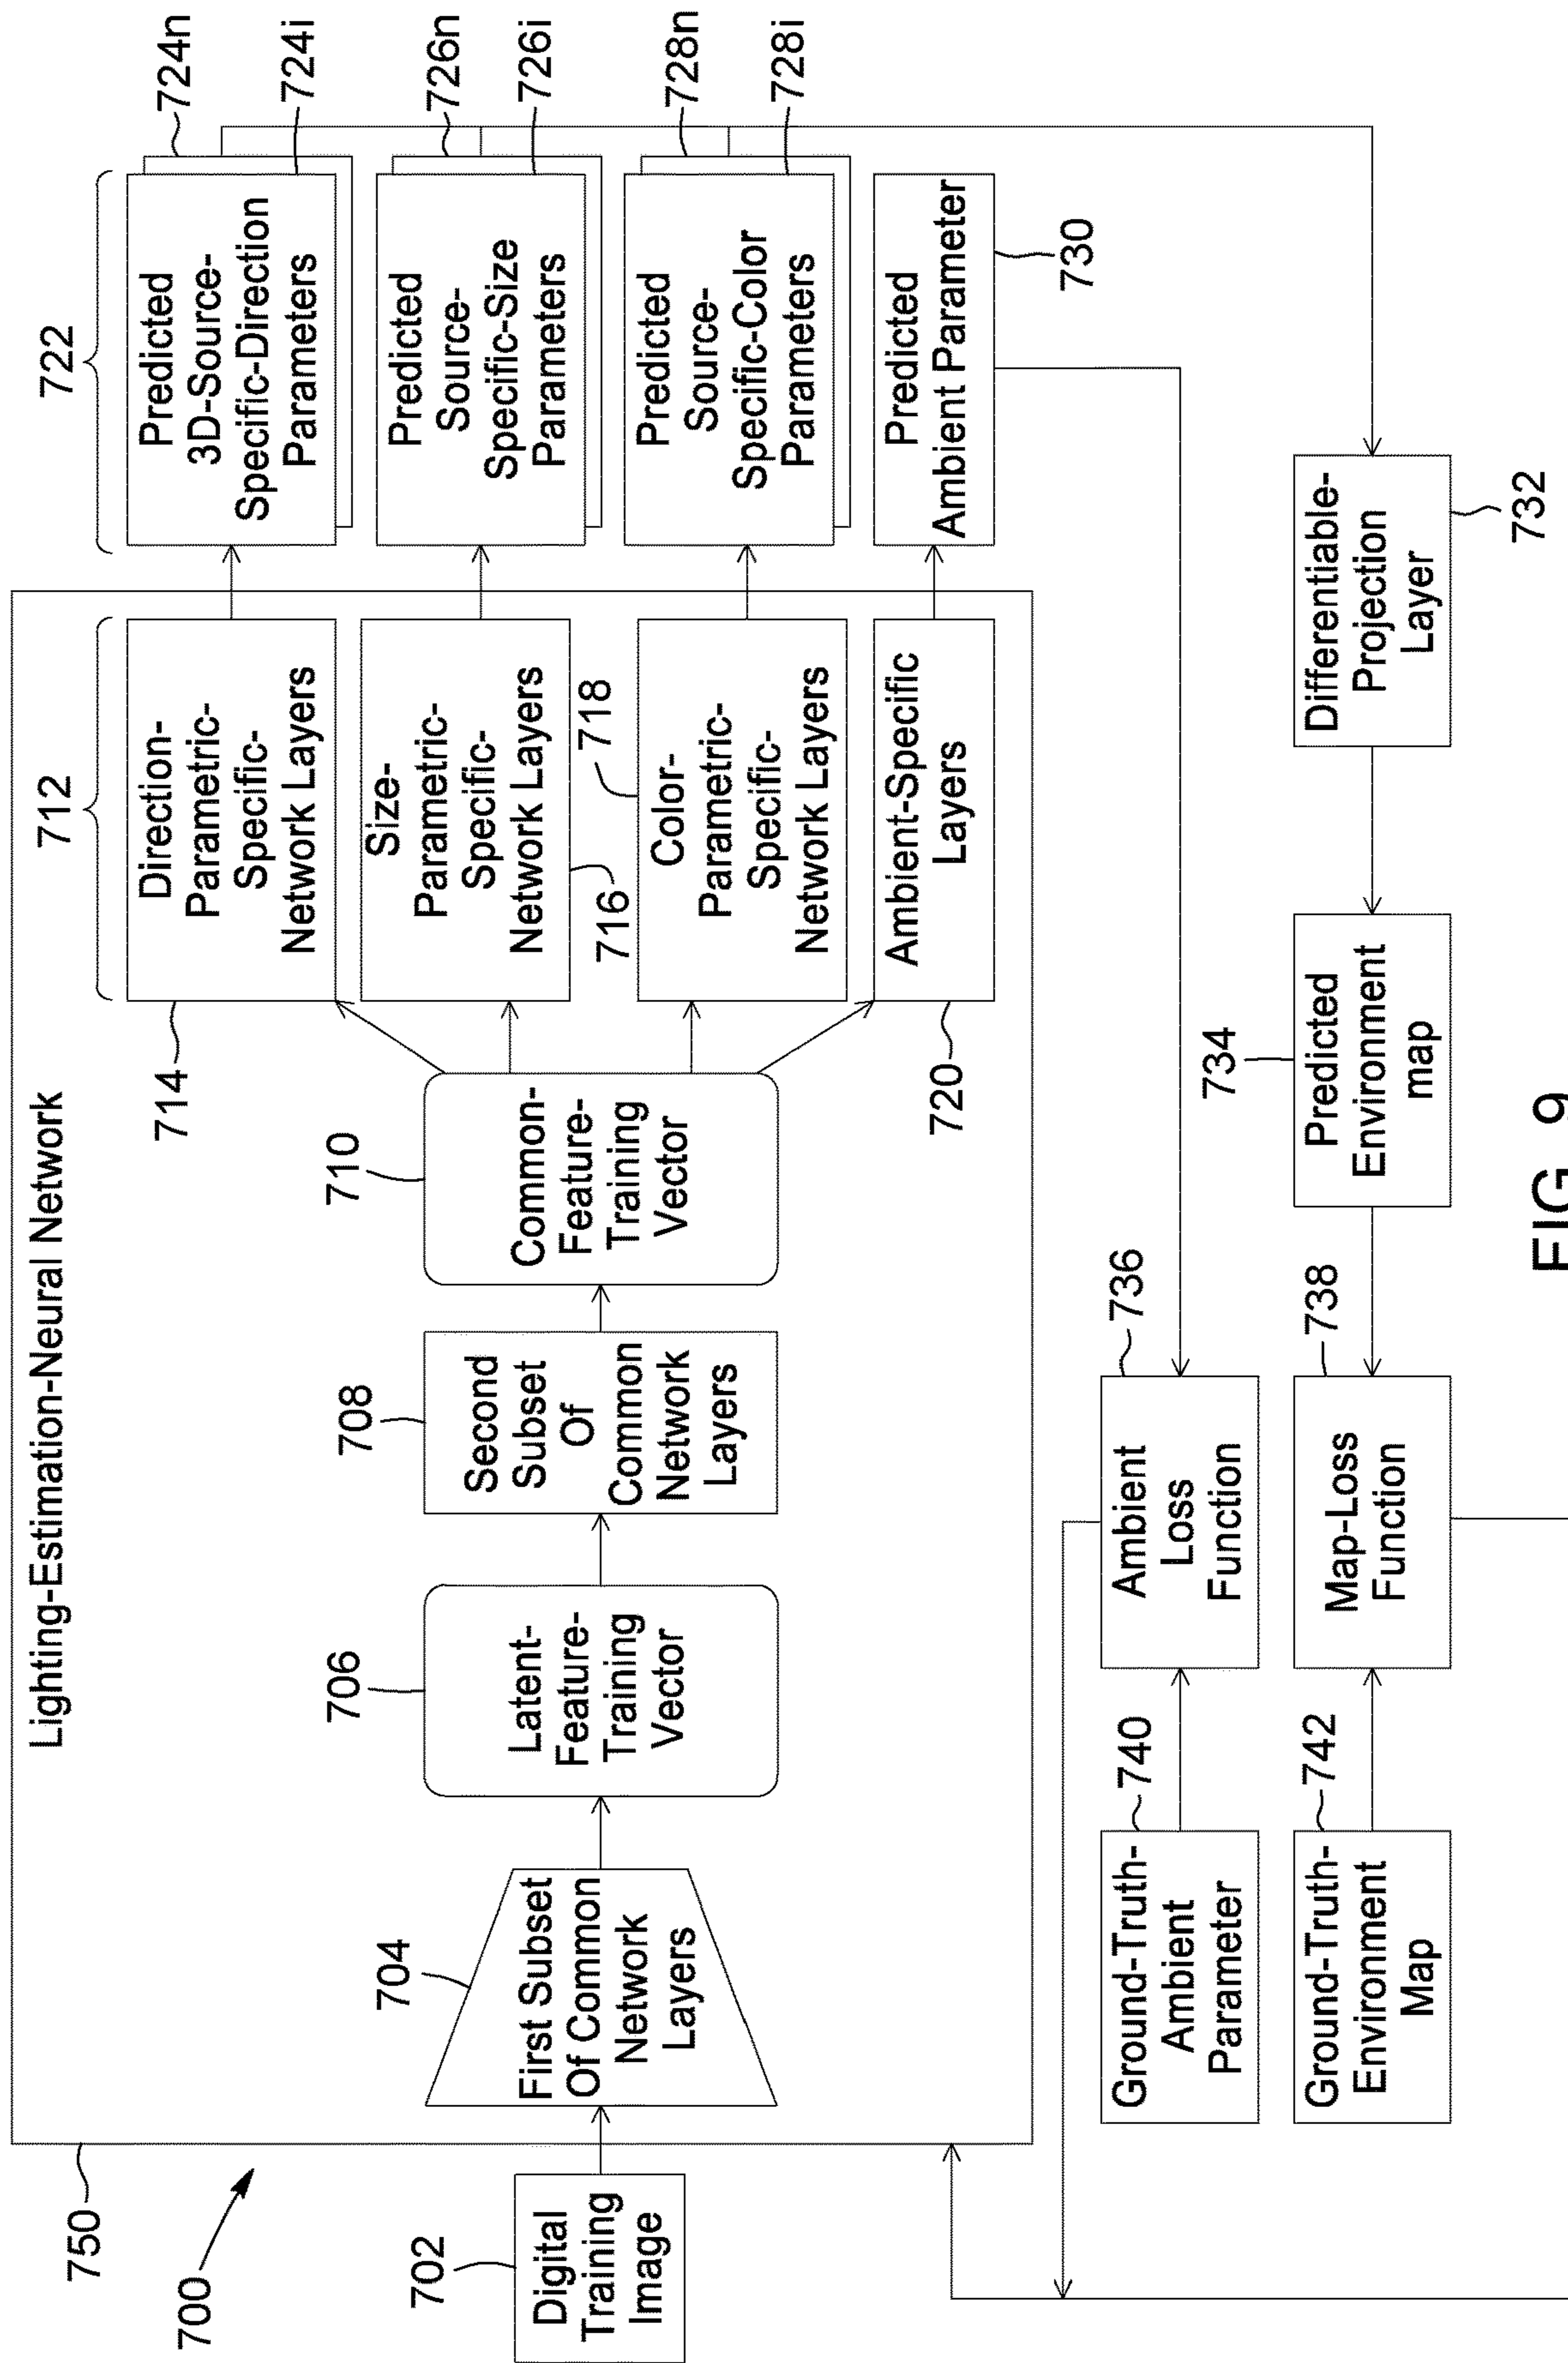 Lighting-Estimation-Neural Network
750
700
702
Digital
Training
Image
704
First Subset
Of Common
Network
Layers
706
Latent-
Feature-
Training
Vector
708
Second
Subset
Of
Common
Network
Layers
710
Common-
Feature-
Training
Vector
712
714
Direction-
Parametric-
Specific-
Network Layers
Size-
Parametric-
Specific-
Network Layers
716
718
Color-
Parametric-
Specific-
Network Layers
720
Ambient-Specific
Layers
722
Predicted
3D-Source-
Specific-Direction
Parameters
724n
724i
Predicted
Source-
Specific-Size
Parameters
726n
726i
Predicted
Source-
Specific-Color
Parameters
728n
728i
Predicted
Ambient Parameter
730
Ground-Truth-
Ambient
Parameter
740
Ambient
Loss
Function
736
Ground-Truth-
Environment
Map
742
Map-Loss
Function
738
734
Predicted
Environment
map
Differentiable-
Projection
Layer
732
FIG. 9